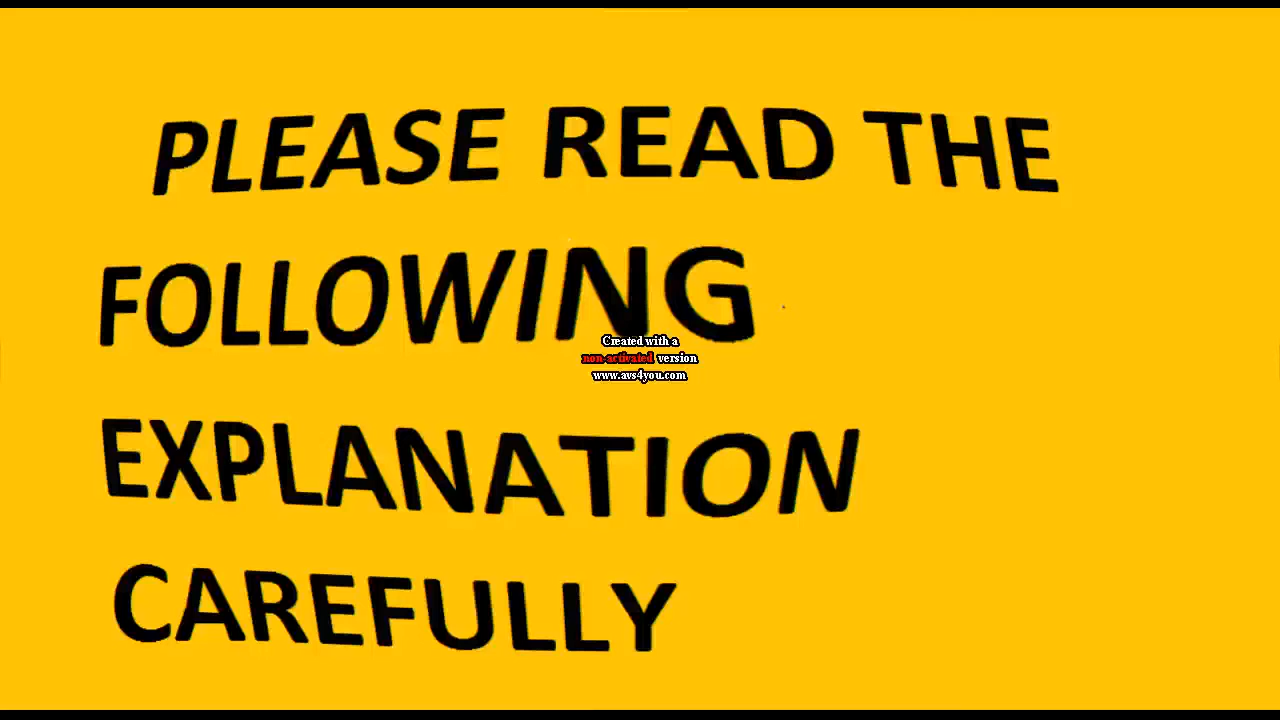 PLEASE READ THE
FOLLOWING
Created with a
non-activated version
www.avs4you.com
EXPLANATION
CAREFULLY